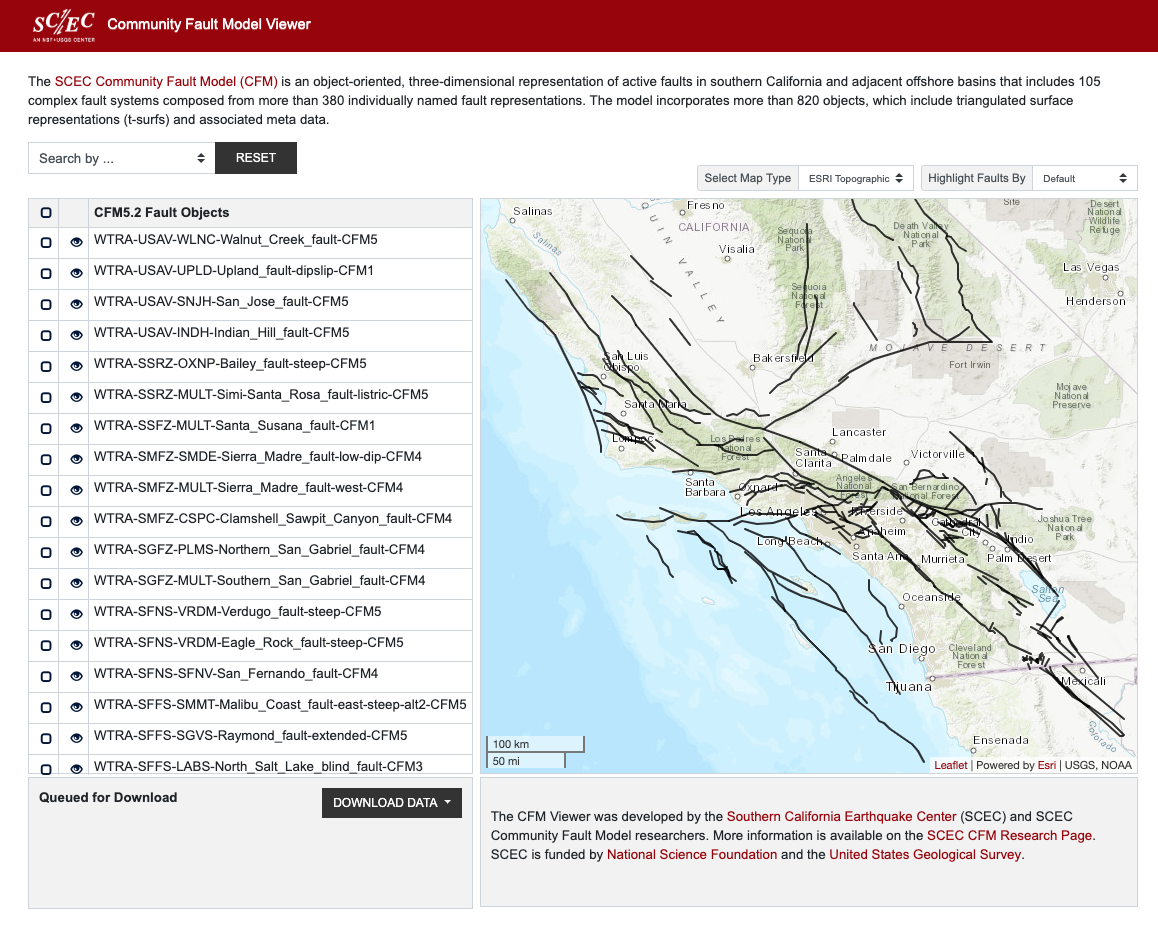 SC/EC
AN NSF+USGS CENTER
Community Fault Model Viewer
The SCEC Community Fault Model (CFM) is an object-oriented, three-dimensional representation of active faults in southern California and adjacent offshore basins that includes 105
complex fault systems composed from more than 380 individually named fault representations. The model incorporates more than 820 objects, which include triangulated surface
representations (t-surfs) and associated meta data.
Search by ...
RESET
Select Map Type
ESRI Topographic
Highlight Faults By
Default
CFM5.2 Fault Objects
WTRA-USAV-WLNC-Walnut_Creek_fault-CFM5
WTRA-USAV-UPLD-Upland_fault-dipslip-CFM1
WTRA-USAV-SNJH-San_Jose_fault-CFM5
WTRA-USAV-INDH-Indian_Hill_fault-CFM5
WTRA-SSRZ-OXNP-Bailey_fault-steep-CFM5
WTRA-SSRZ-MULT-Simi-Santa_Rosa_fault-listric-CFM5
WTRA-SSFZ-MULT-Santa_Susana_fault-CFM1
WTRA-SMFZ-SMDE-Sierra_Madre_fault-low-dip-CFM4
WTRA-SMFZ-MULT-Sierra_Madre_fault-west-CFM4
WTRA-SMFZ-CSPC-Clamshell_Sawpit_Canyon_fault-CFM4
WTRA-SGFZ-PLMS-Northern_San_Gabriel_fault-CFM4
WTRA-SGFZ-MULT-Southern_San_Gabriel_fault-CFM4
WTRA-SFNS-VRDM-Verdugo_fault-steep-CFM5
WTRA-SFNS-VRDM-Eagle_Rock_fault-steep-CFM5
WTRA-SFNS-SFNV-San_Fernando_fault-CFM4
WTRA-SFFS-SMMT-Malibu_Coast_fault-east-steep-alt2-CFM5
WTRA-SFFS-SGVS-Raymond_fault-extended-CFM5
WTRA-SFFS-LABS-North_Salt_Lake_blind_fault-CFM3
Salinas
Salinas
Fresno
CALIFORNIA
Visalia
QUIN VALLEY
Sequoia
National
Park
Sequoia
National
Forest
Death Valley
National
Park
Site
Desert
National
Wildlife
Refuge
Las Vegas
Henderson
San Luis
Obispo
Bakersfield
MOJAVE DESERT
Fort Irwin
Mojave
National
Preserve
Santa Maria
Lompoc
Los Padres
National
Forest
Lancaster
Santa
Clarita
Palmdale
Victorville
Santa
Barbara
Oxnard
Angeles
National
Forest
San Bernardino
National Forest
Los Angeles
Riverside
Cathedral
City
Joshua Tree
National
Park
Anaheim
Indio
Long Beach
Santa Ana
Murrieta
Palm Desert
Oceanside
Salton
Sea
San Diego
Cleveland
National
Forest
Tijuana
Mexicali
Colorado
Ensenada
100 km
50 mi
Leaflet | Powered by Esri | USGS, NOAA
Queued for Download
DOWNLOAD DATA
The CFM Viewer was developed by the Southern California Earthquake Center (SCEC) and SCEC
Community Fault Model researchers. More information is available on the SCEC CFM Research Page.
SCEC is funded by National Science Foundation and the United States Geological Survey.